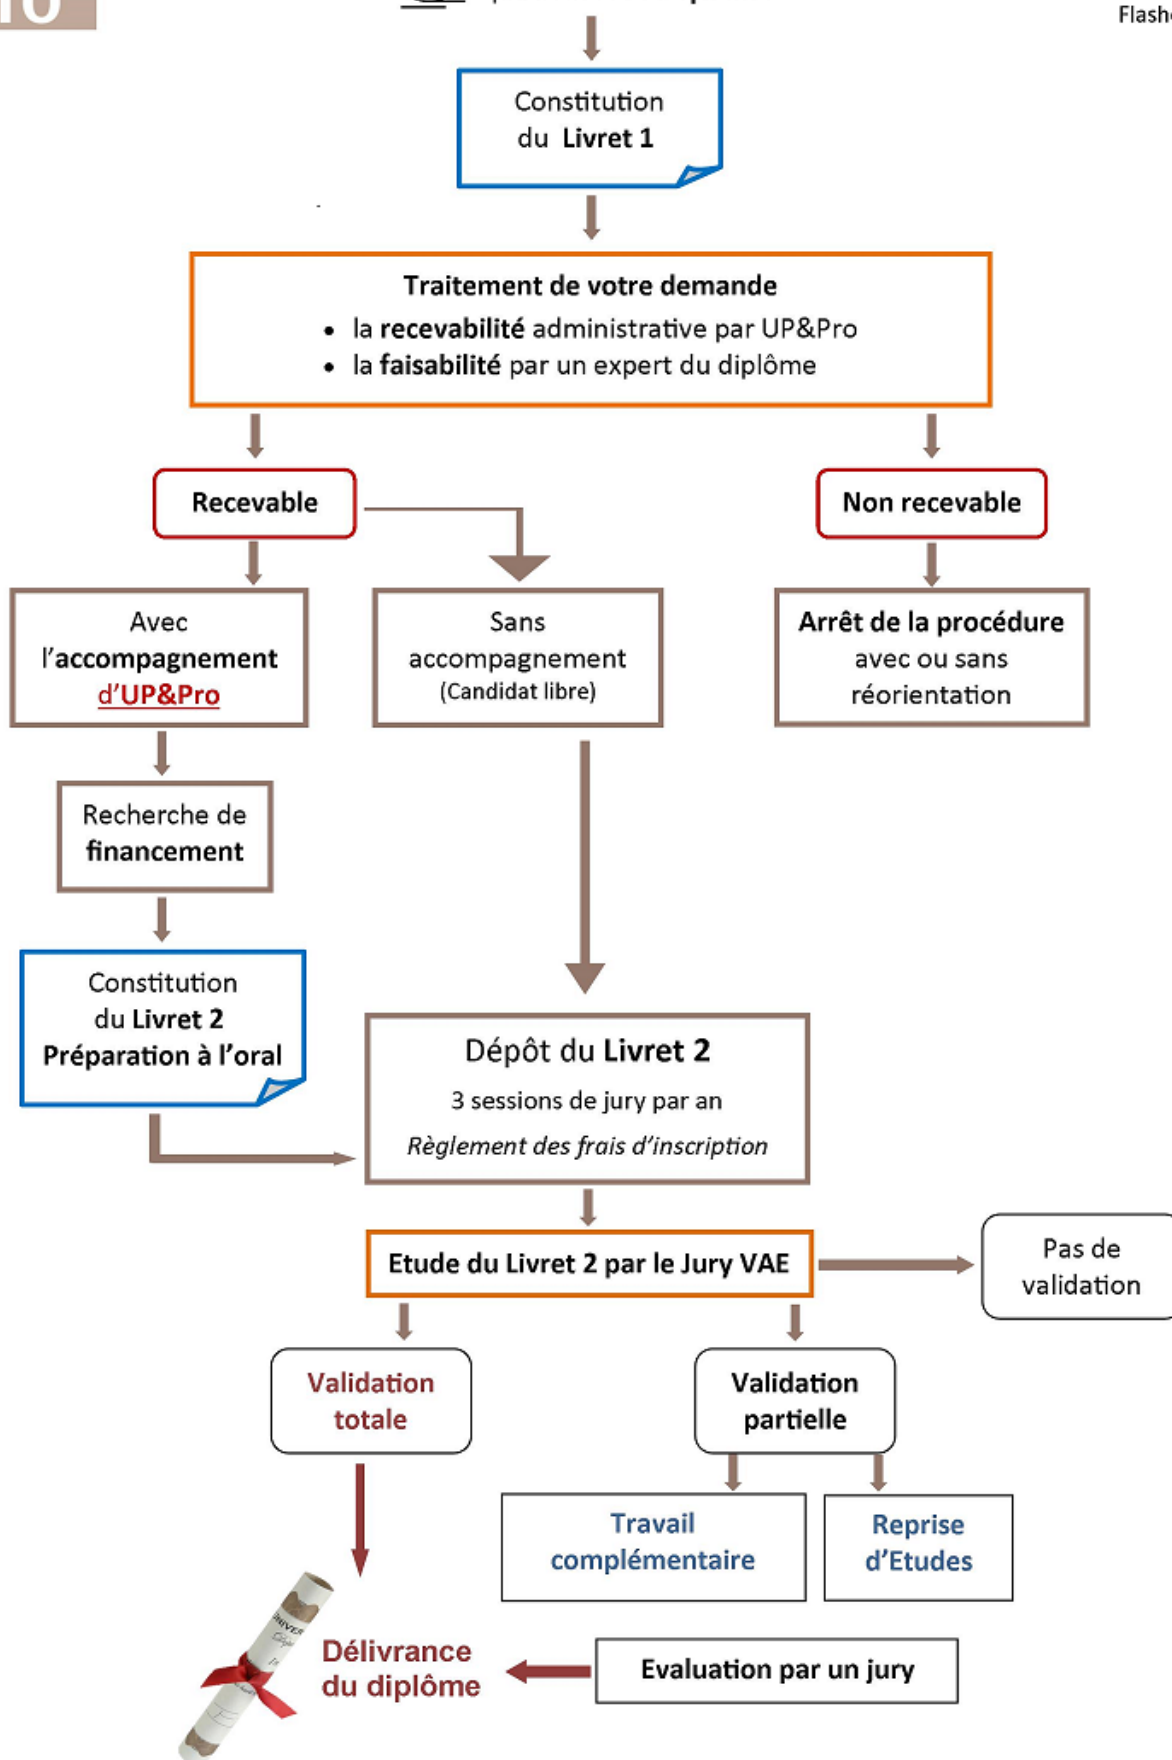 Flash
Constitution
du Livret 1
Traitement de votre demande
• la recevabilité administrative par UP&Pro
• la faisabilité par un expert du diplôme
Recevable
Non recevable
Avec
l'accompagnement
d'UP&Pro
Sans
accompagnement
(Candidat libre)
Arrêt de la procédure
avec ou sans
réorientation
Recherche de
financement
Constitution
du Livret 2
Préparation à l'oral
Dépôt du Livret 2
3 sessions de jury par an
Règlement des frais d'inscription
Etude du Livret 2 par le Jury VAE
Pas de
validation
Validation
totale
Validation
partielle
Travail
complémentaire
Reprise
d'Etudes
Délivrance
du diplôme
Evaluation par un jury